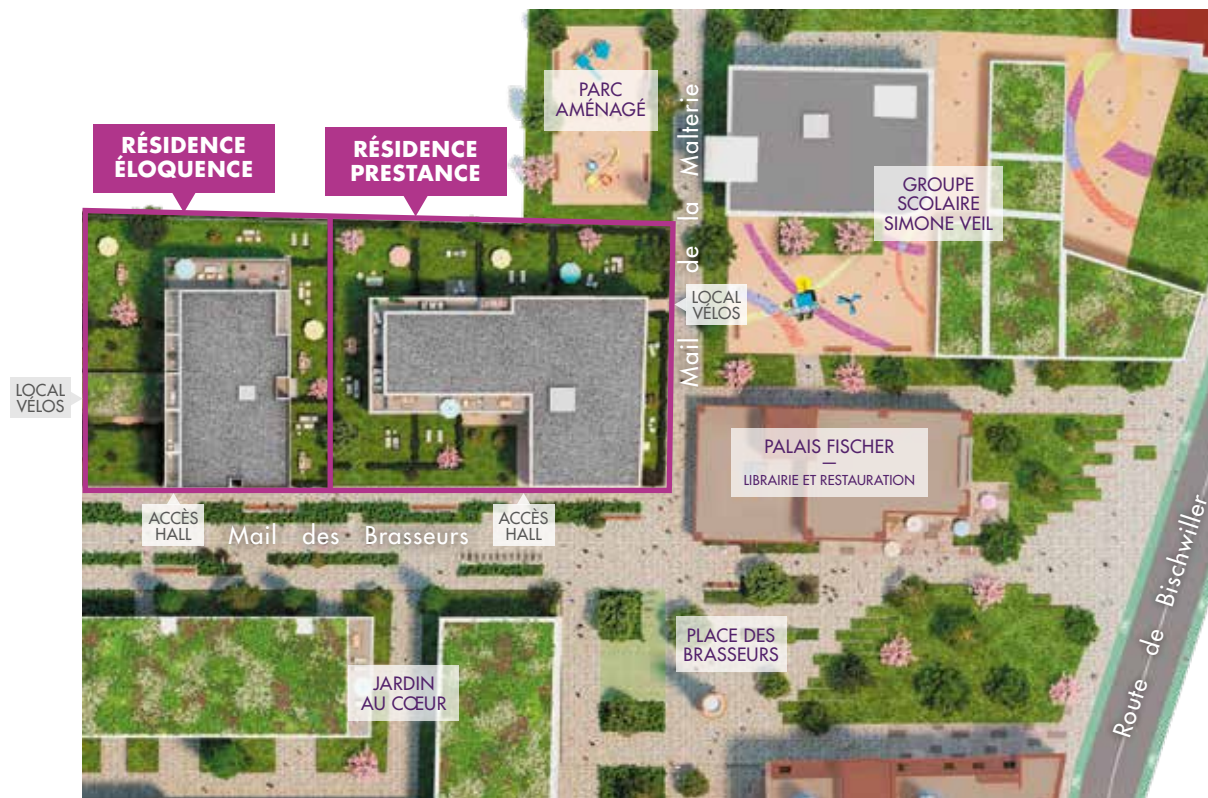 PARC
AMÉNAGÉ
RÉSIDENCE
ÉLOQUENCE
RÉSIDENCE
PRESTANCE
Mail de la Malterie
GROUPE
SCOLAIRE
SIMONE VEIL
LOCAL
VÉLOS
LOCAL
VÉLOS
PALAIS FISCHER
—
LIBRAIRIE ET RESTAURATION
ACCÈS
HALL
Mail des Brasseurs
ACCÈS
HALL
Route de Bischwiller
PLACE DES
BRASSEURS
JARDIN
AU CŒUR